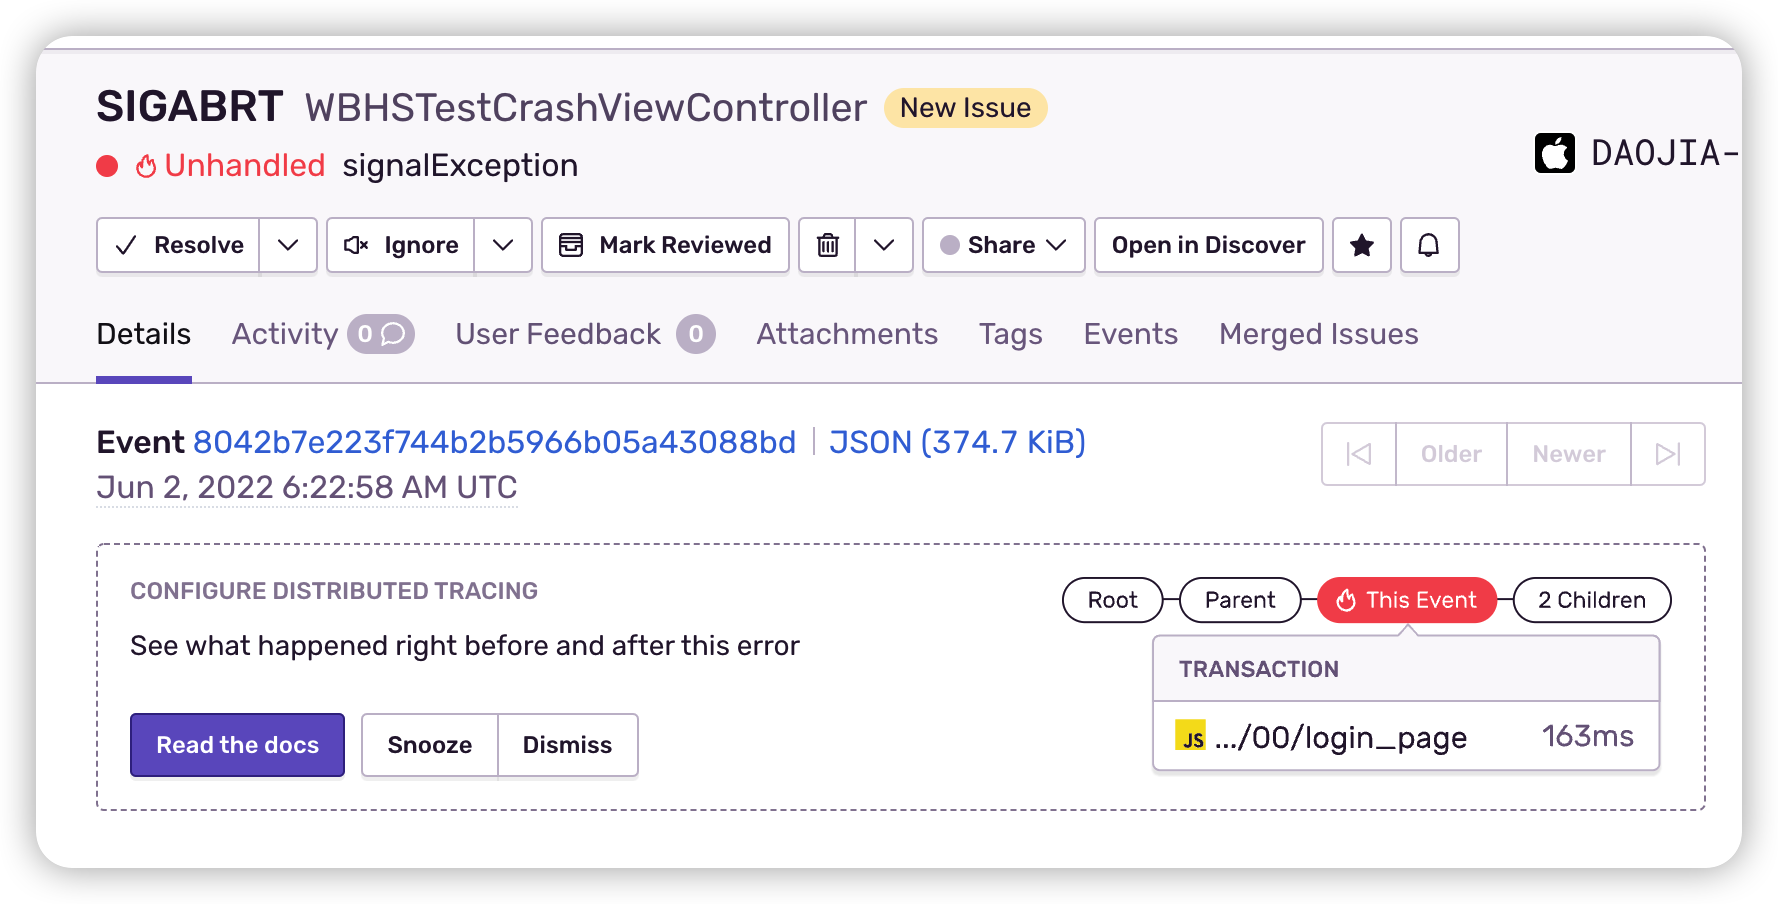 SIGABRT WBHSTestCrashViewController New Issue
Unhandled signalException
DAOJIA-
Resolve Ignore Mark Reviewed Share Open in Discover
Details Activity 0 User Feedback 0 Attachments Tags Events Merged Issues
Event 8042b7e223f744b2b5966b05a43088bd JSON (374.7 KiB)
Older Newer
Jun 2, 2022 6:22:58 AM UTC
CONFIGURE DISTRIBUTED TRACING
See what happened right before and after this error
Read the docs Snooze Dismiss
Root Parent This Event 2 Children
TRANSACTION
JS .../00/login_page 163ms